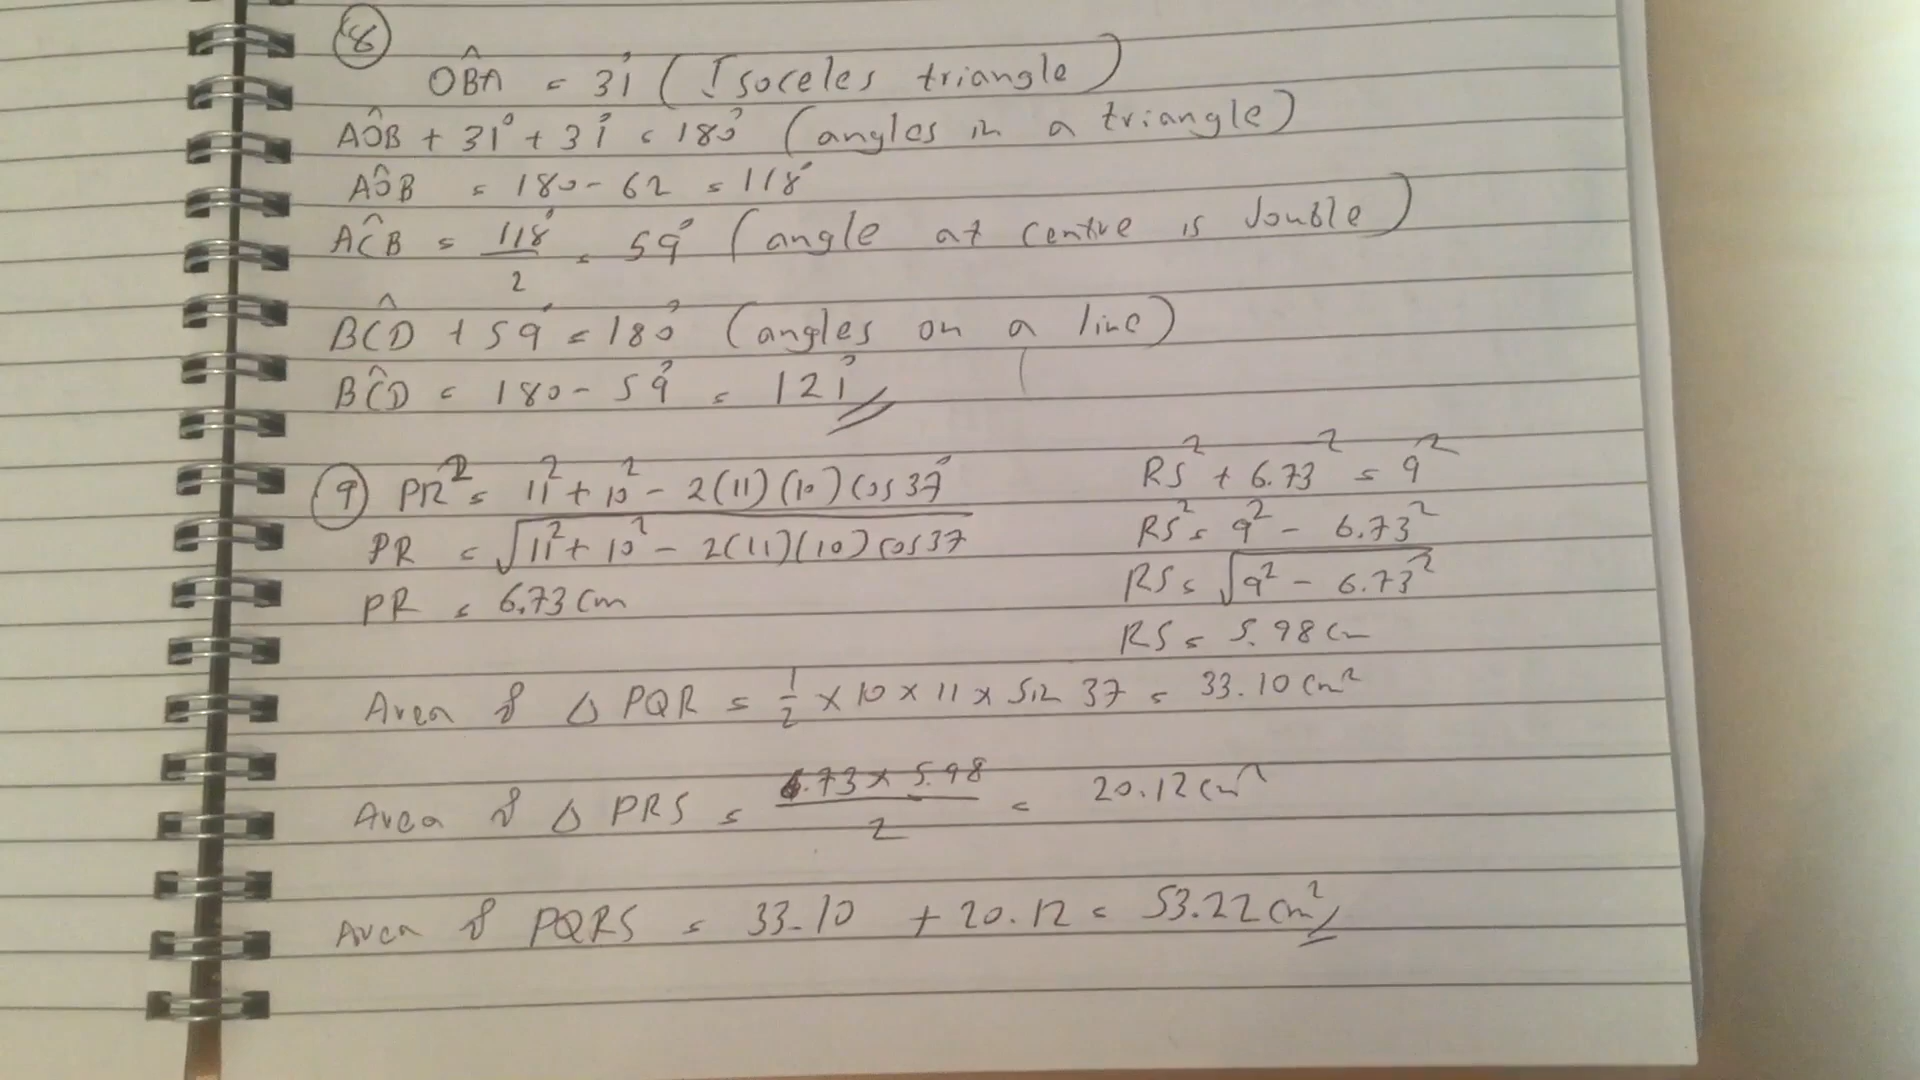 8
OB̂A = 31° (Isoceles triangle)
AÔB + 31° + 31° = 180° (angles in a triangle)
AÔB = 180 - 62 = 118°
AĈB = 118°/2 = 59° (angle at centre is double)
BĈD + 59° = 180° (angles on a line)
BĈD = 180 - 59° = 121°
9 PR² = 11² + 10² - 2(11)(10) cos 37°
PR = √11² + 10² - 2(11)(10) cos 37
PR = 6.73 cm
RS² + 6.73² = 9²
RS² = 9² - 6.73²
RS = √9² - 6.73²
RS = 5.98 cm
Area of △ PQR = 1/2 × 10 × 11 × sin 37 = 33.10 cm²
Area of △ PRS = 6.73 × 5.98/2 = 20.12 cm²
Area of PQRS = 33.10 + 20.12 = 53.22 cm²